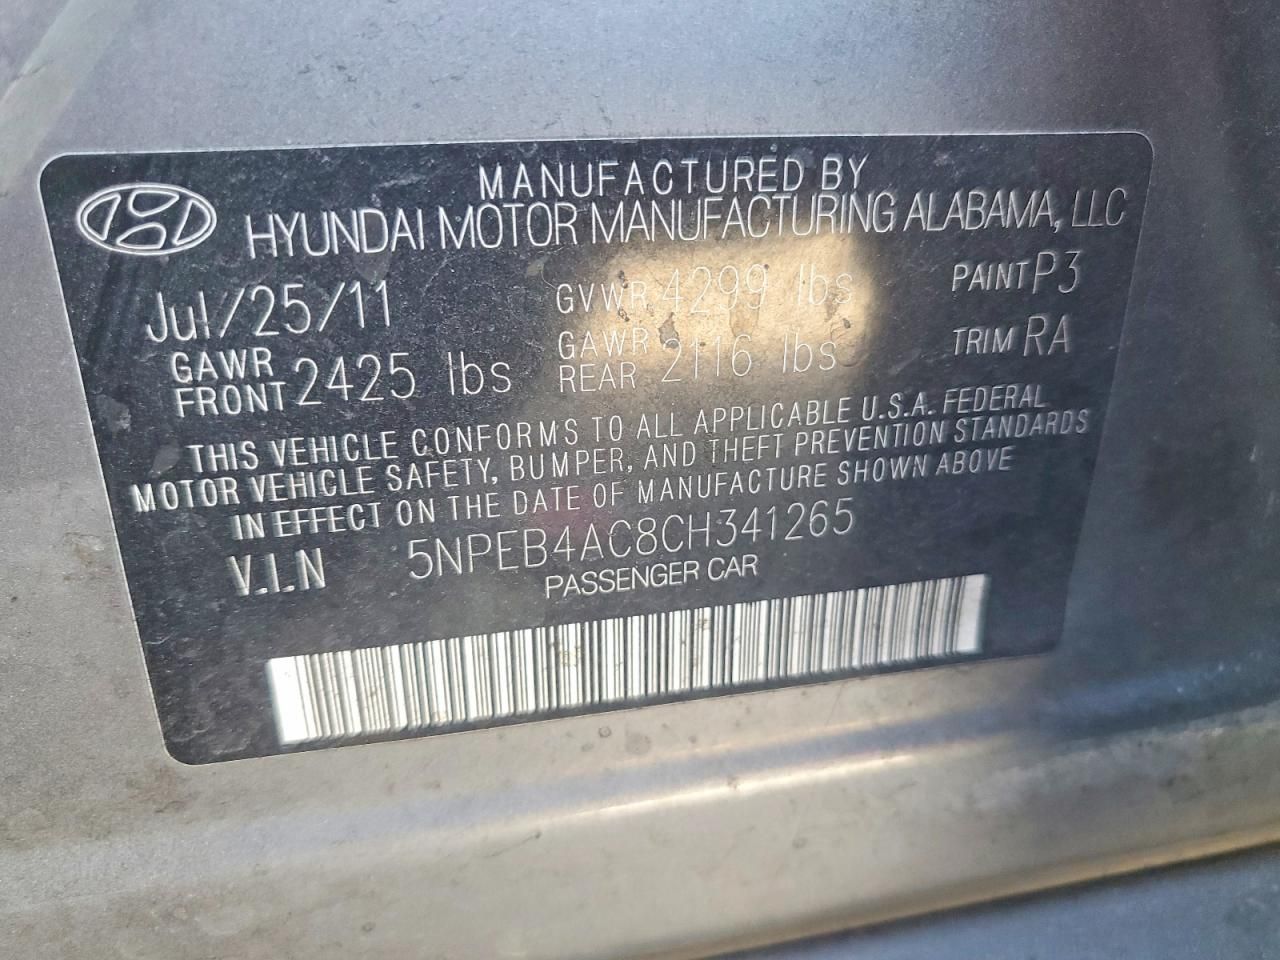 MANUFACTURED BY
HYUNDAI MOTOR MANUFACTURING ALABAMA, LLC
Jul/25/11 GVWR 4299 lbs PAINT P3
GAWR FRONT 2425 lbs GAWR REAR 2116 lbs TRIM RA
THIS VEHICLE CONFORMS TO ALL APPLICABLE U.S.A. FEDERAL
MOTOR VEHICLE SAFETY, BUMPER, AND THEFT PREVENTION STANDARDS
IN EFFECT ON THE DATE OF MANUFACTURE SHOWN ABOVE
V.I.N 5NPEB4AC8CH341265
PASSENGER CAR